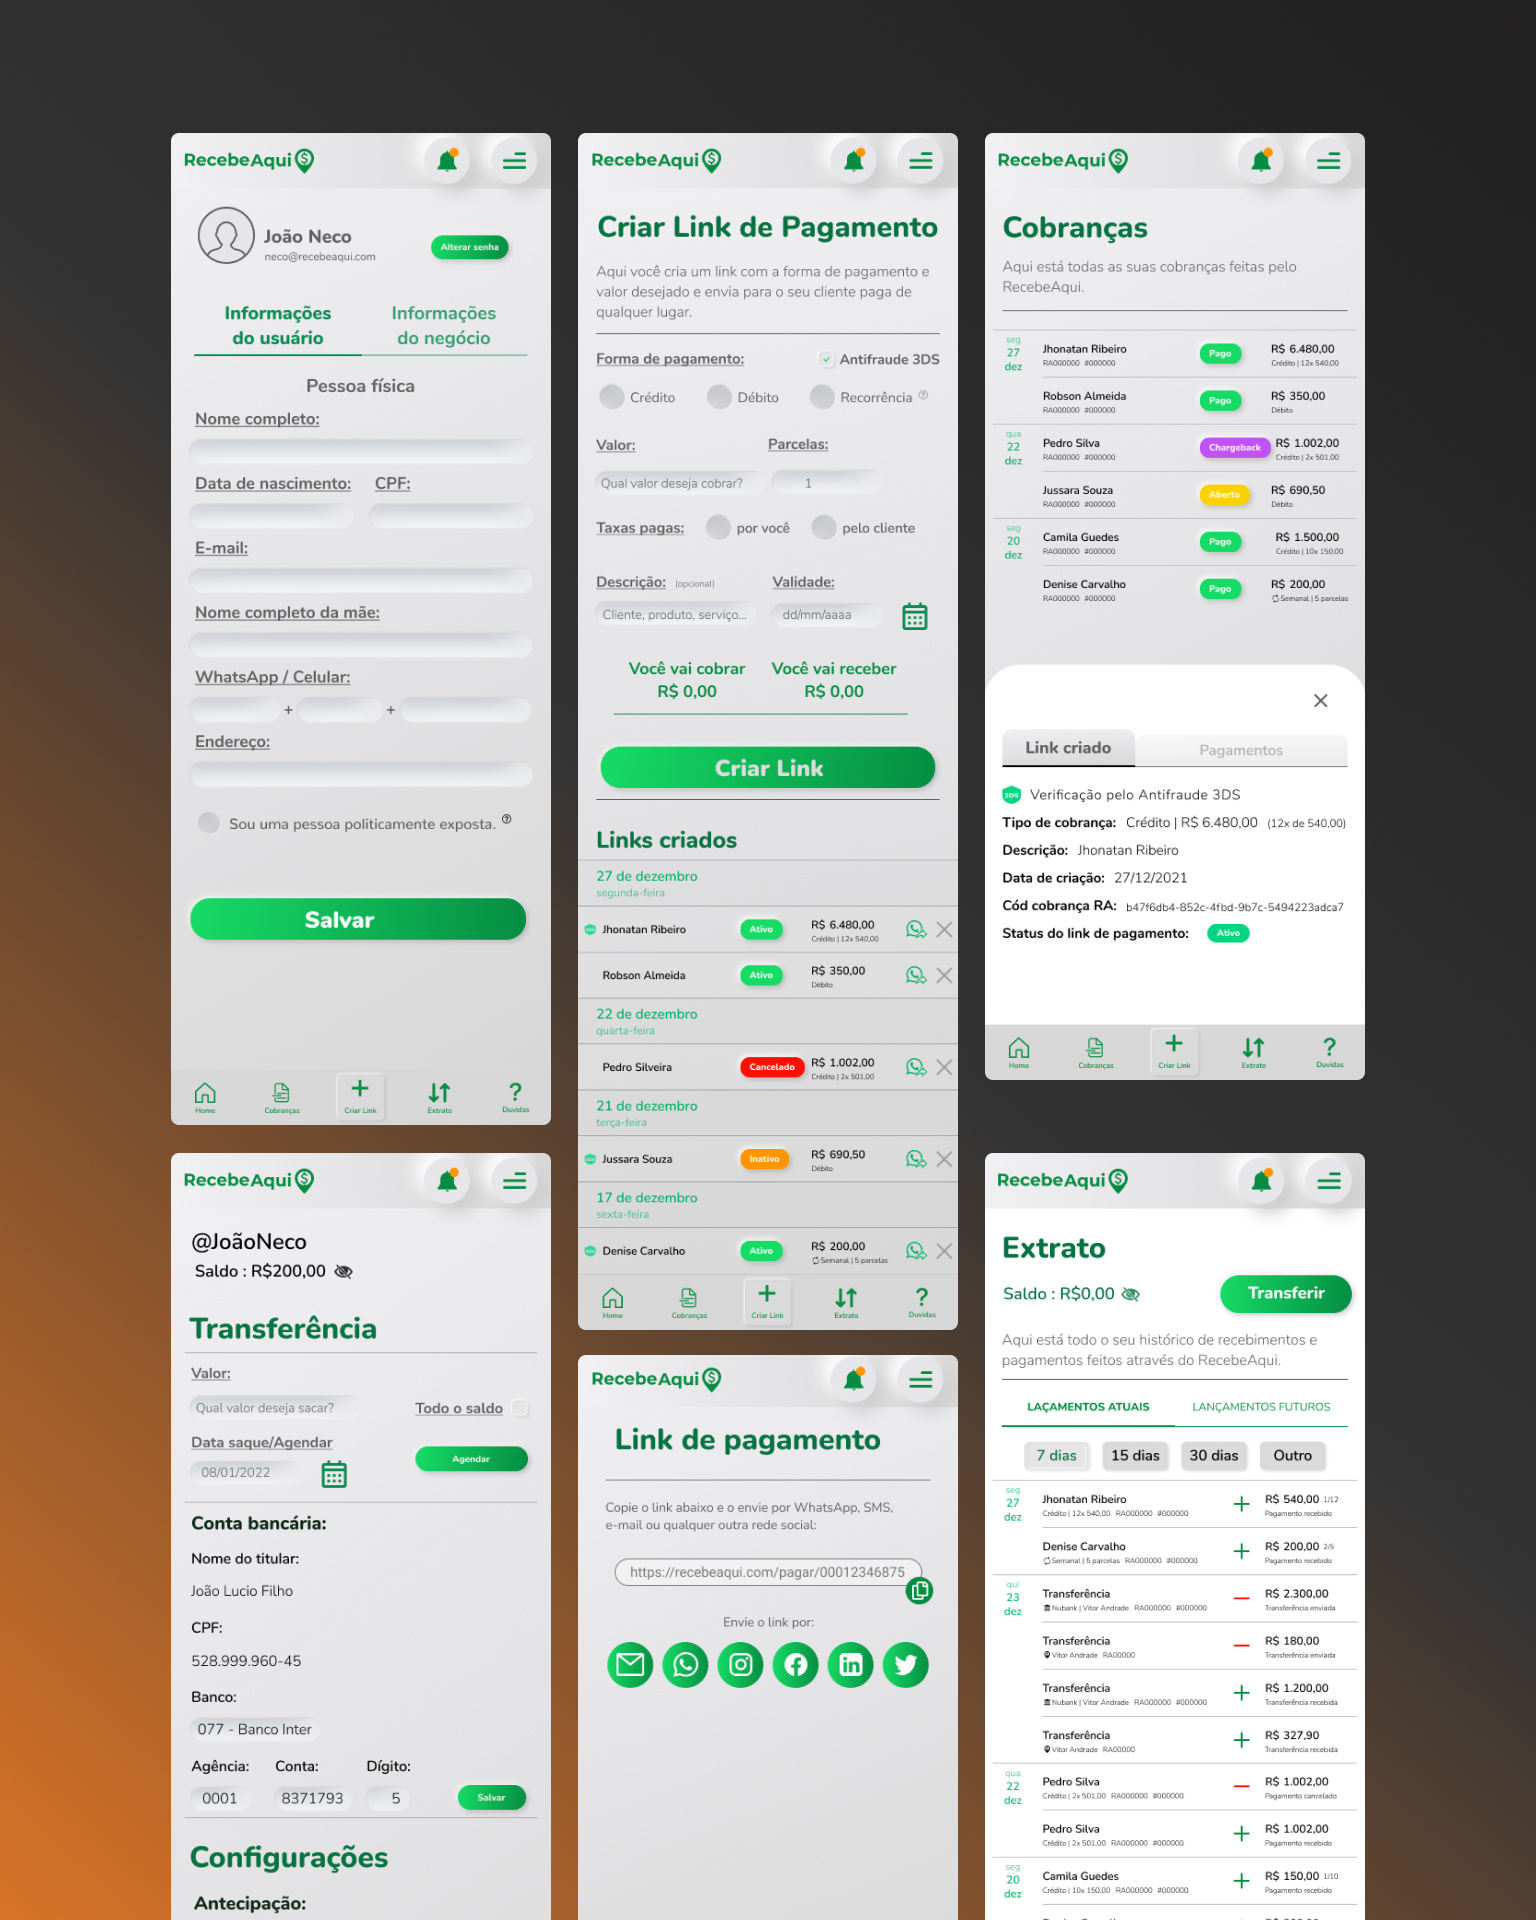 RecebeAqui
João Neco
neco@recebeaqui.com
Alterar senha
Informações do usuário
Informações do negócio
Pessoa física
Nome completo:
Data de nascimento: CPF:
E-mail:
Nome completo da mãe:
WhatsApp / Celular:
+ +
Endereço:
Sou uma pessoa politicamente exposta. ?
Salvar
Home Cobranças Criar Link Extrato Duvidas
RecebeAqui
Criar Link de Pagamento
Aqui você cria um link com a forma de pagamento e
valor desejado e envia para o seu cliente paga de
qualquer lugar.
Forma de pagamento: Antifraude 3DS
Crédito Débito Recorrência ?
Valor: Parcelas:
Qual valor deseja cobrar? 1
Taxas pagas: por você pelo cliente
Descrição: (opcional) Validade:
Cliente, produto, serviço... dd/mm/aaaa
Você vai cobrar Você vai receber
R$ 0,00 R$ 0,00
Criar Link
Links criados
27 de dezembro
segunda-feira
Jhonatan Ribeiro Ativo R$ 6.480,00
Crédito | 12x 540,00
Robson Almeida Ativo R$ 350,00
Débito
22 de dezembro
quarta-feira
Pedro Silveira Cancelado R$ 1.002,00
Crédito | 2x 501,00
21 de dezembro
terça-feira
Jussara Souza Inativo R$ 690,50
Débito
17 de dezembro
sexta-feira
Denise Carvalho Ativo R$ 200,00
Semanal | 5 parcelas
Home Cobranças Criar Link Extrato Duvidas
RecebeAqui
Cobranças
Aqui está todas as suas cobranças feitas pelo
RecebeAqui.
seg 27 dez
Jhonatan Ribeiro Pago R$ 6.480,00
RA000000 #000000 Crédito | 12x 540,00
Robson Almeida Pago R$ 350,00
RA000000 #000000 Débito
qua 22 dez
Pedro Silva Chargeback R$ 1.002,00
RA000000 #000000 Crédito | 2x 501,00
Jussara Souza Aberto R$ 690,50
RA000000 #000000 Débito
seg 20 dez
Camila Guedes Pago R$ 1.500,00
RA000000 #000000 Crédito | 10x 150,00
Denise Carvalho Pago R$ 200,00
RA000000 #000000 Semanal | 5 parcelas
Link criado Pagamentos
3DS Verificação pelo Antifraude 3DS
Tipo de cobrança: Crédito | R$ 6.480,00 (12x de 540,00)
Descrição: Jhonatan Ribeiro
Data de criação: 27/12/2021
Cód cobrança RA: b47f6db4-852c-4fbd-9b7c-5494223adca7
Status do link de pagamento: Ativo
Home Cobranças Criar Link Extrato Duvidas
RecebeAqui
@JoãoNeco
Saldo : R$200,00
Transferência
Valor:
Qual valor deseja sacar? Todo o saldo
Data saque/Agendar
08/01/2022 Agendar
Conta bancária:
Nome do titular:
João Lucio Filho
CPF:
528.999.960-45
Banco:
077 - Banco Inter
Agência: Conta: Dígito:
0001 8371793 5 Salvar
Configurações
Antecipação:
RecebeAqui
Link de pagamento
Copie o link abaixo e o envie por WhatsApp, SMS,
e-mail ou qualquer outra rede social:
https://recebeaqui.com/pagar/00012346875
Envie o link por:
RecebeAqui
Extrato
Saldo : R$0,00 Transferir
Aqui está todo o seu histórico de recebimentos e
pagamentos feitos através do RecebeAqui.
LAÇAMENTOS ATUAIS LANÇAMENTOS FUTUROS
7 dias 15 dias 30 dias Outro
seg 27 dez
Jhonatan Ribeiro + R$ 540,00 1/12
Crédito | 12x 540,00 RA000000 #000000 Pagamento recebido
Denise Carvalho + R$ 200,00 2/5
Semanal | 5 parcelas RA000000 #000000 Pagamento recebido
qui 23 dez
Transferência − R$ 2.300,00
Nubank | Vitor Andrade RA000000 #000000 Transferência enviada
Transferência − R$ 180,00
Vitor Andrade RA00000 Transferência enviada
Transferência + R$ 1.200,00
Nubank | Vitor Andrade RA000000 #000000 Transferência recebida
Transferência + R$ 327,90
Vitor Andrade RA00000 Transferência recebida
qua 22 dez
Pedro Silva − R$ 1.002,00
Crédito | 2x 501,00 RA000000 #000000 Pagamento cancelado
Pedro Silva + R$ 1.002,00
Crédito | 2x 501,00 RA000000 #000000 Pagamento recebido
seg 20 dez
Camila Guedes + R$ 150,00 1/10
Crédito | 10x 150,00 RA000000 #000000 Pagamento recebido